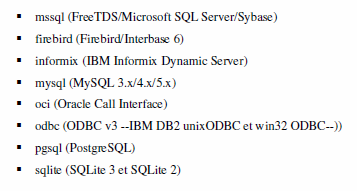 ▪ mssql (FreeTDS/Microsoft SQL Server/Sybase)
▪ firebird (Firebird/Interbase 6)
▪ informix (IBM Informix Dynamic Server)
▪ mysql (MySQL 3.x/4.x/5.x)
▪ oci (Oracle Call Interface)
▪ odbc (ODBC v3 --IBM DB2 unixODBC et win32 ODBC--))
▪ pgsql (PostgreSQL)
▪ sqlite (SQLite 3 et SQLite 2)